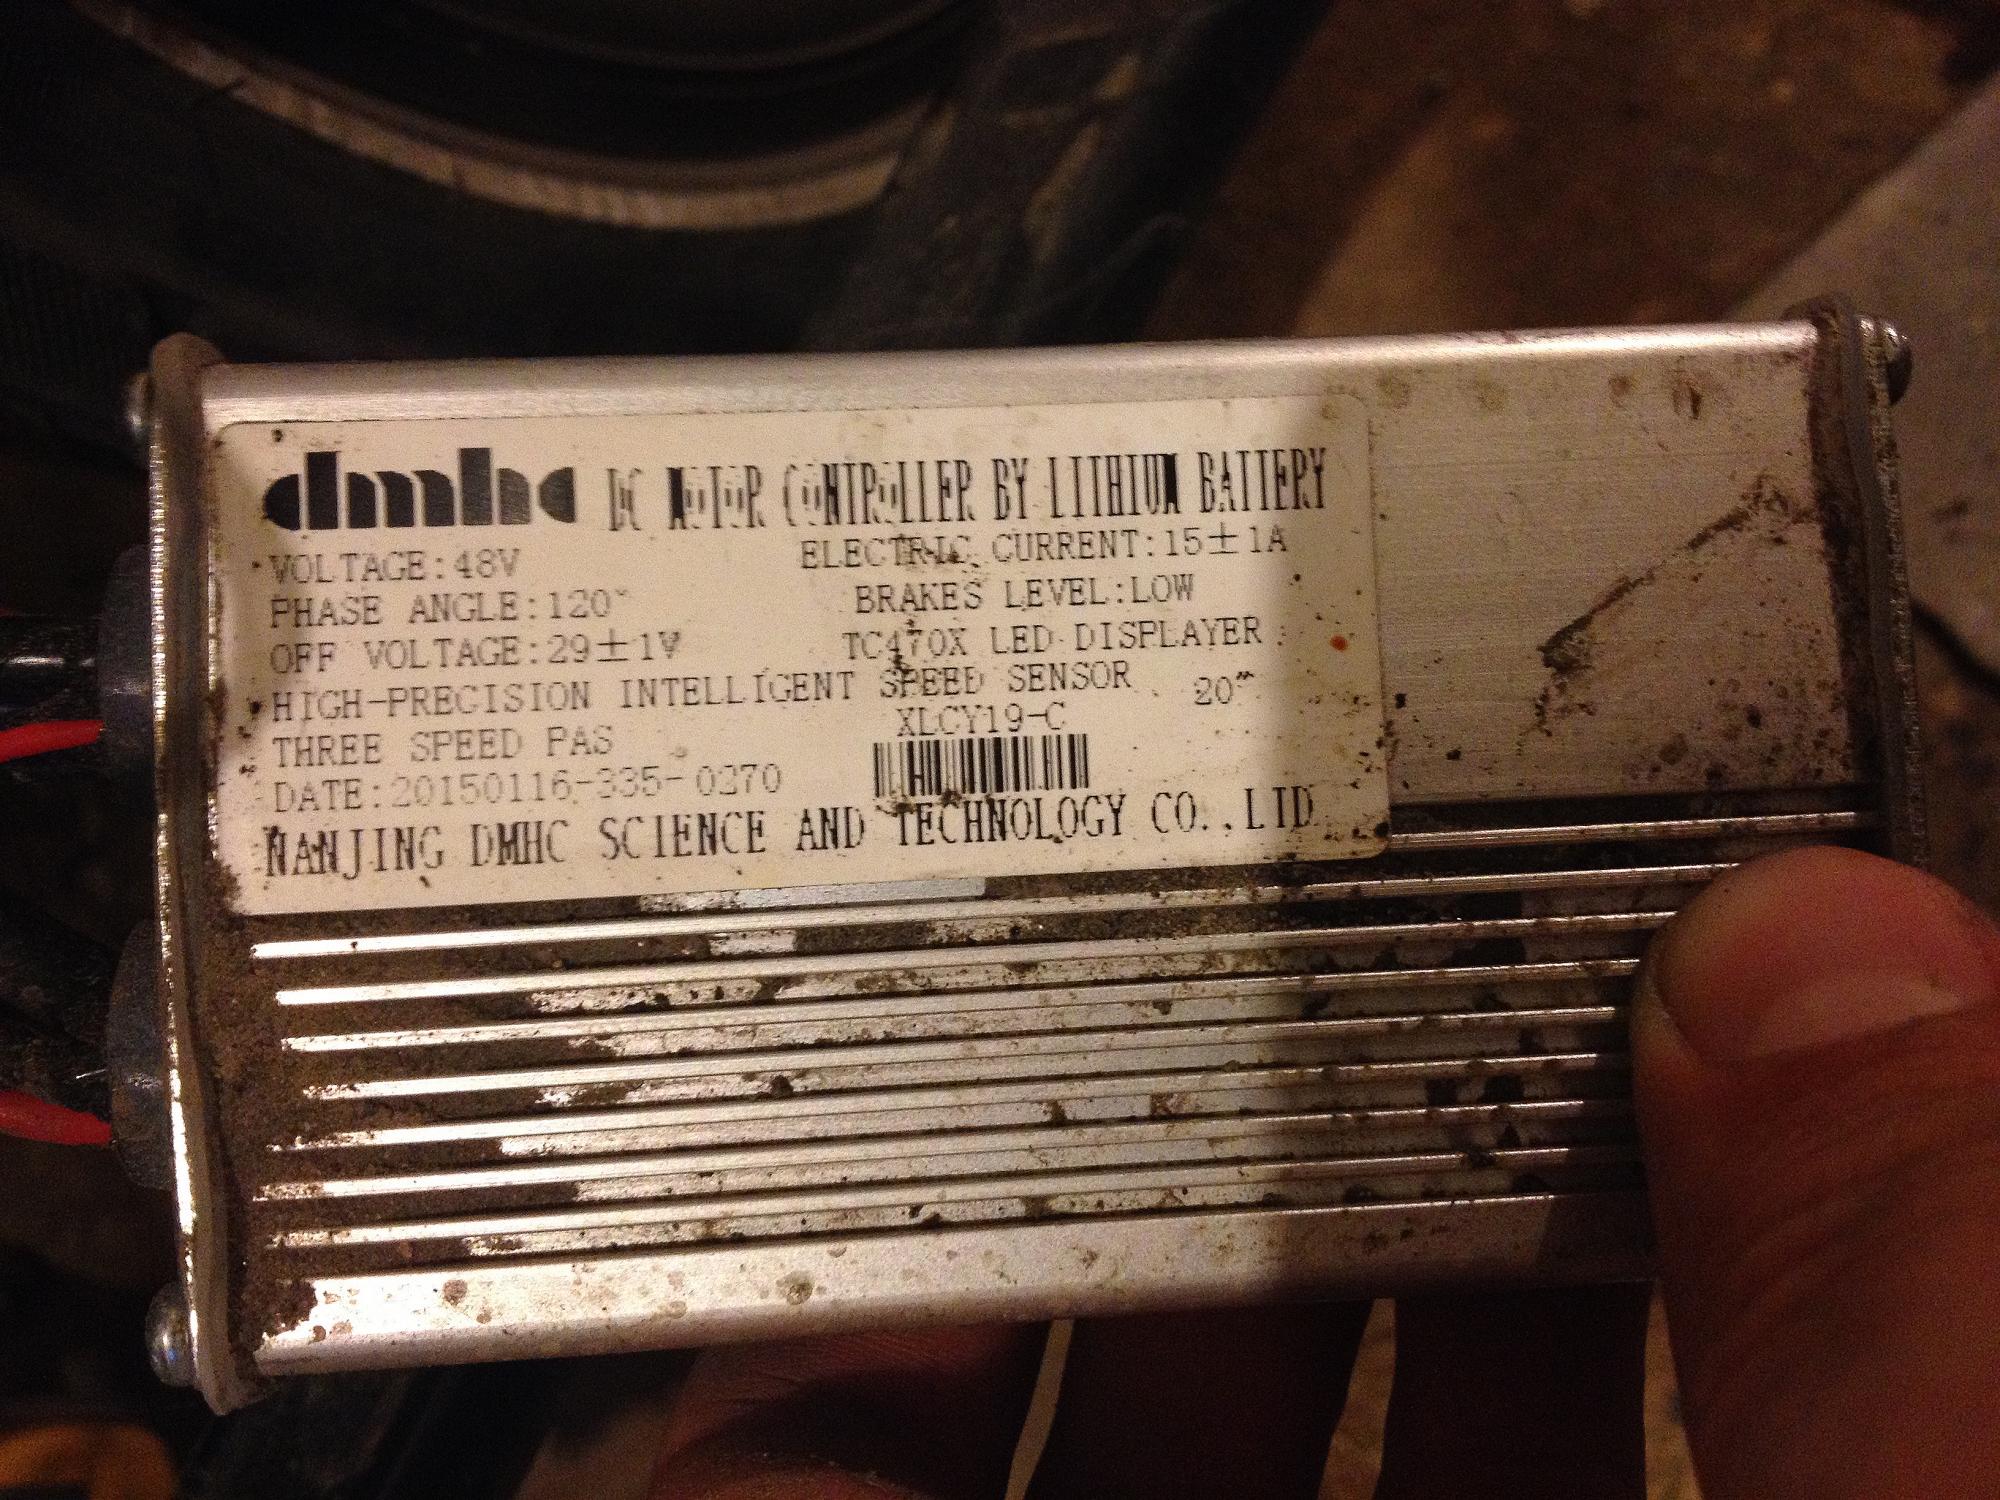 dmhc DC MOTOR CONTROLLER BY LITHIUM BATTERY
VOLTAGE:48V ELECTRIC CURRENT:15±1A
PHASE ANGLE:120° BRAKES LEVEL:LOW
OFF VOLTAGE:29±1V TC470X LED DISPLAYER
HIGH-PRECISION INTELLIGENT SPEED SENSOR 20"
THREE SPEED PAS XLCY19-C
DATE:20150116-335-0270
NANJING DMHC SCIENCE AND TECHNOLOGY CO.,LTD